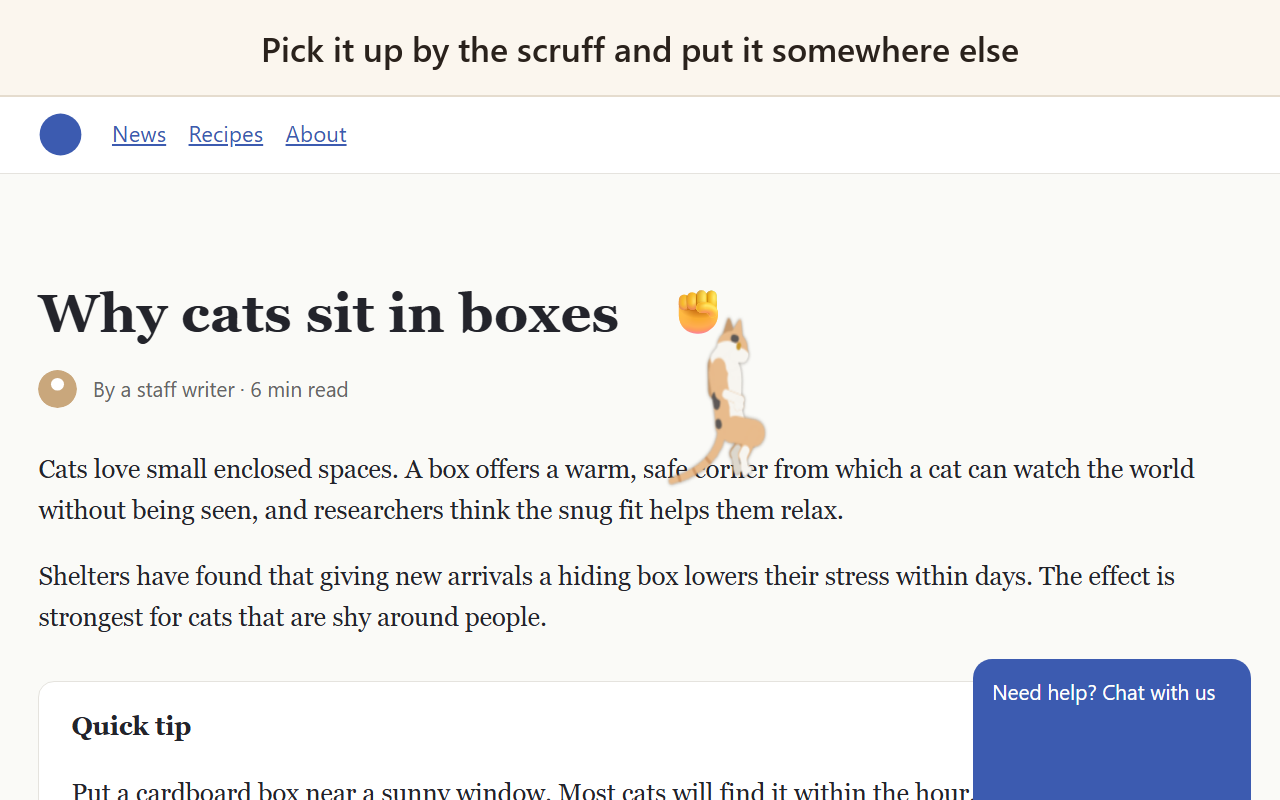 Pick it up by the scruff and put it somewhere else
News Recipes About
Why cats sit in boxes
By a staff writer · 6 min read
Cats love small enclosed spaces. A box offers a warm, safe corner from which a cat can watch the world
without being seen, and researchers think the snug fit helps them relax.
Shelters have found that giving new arrivals a hiding box lowers their stress within days. The effect is
strongest for cats that are shy around people.
Need help? Chat with us
Quick tip
Put a cardboard box near a sunny window. Most cats will find it within the hour.